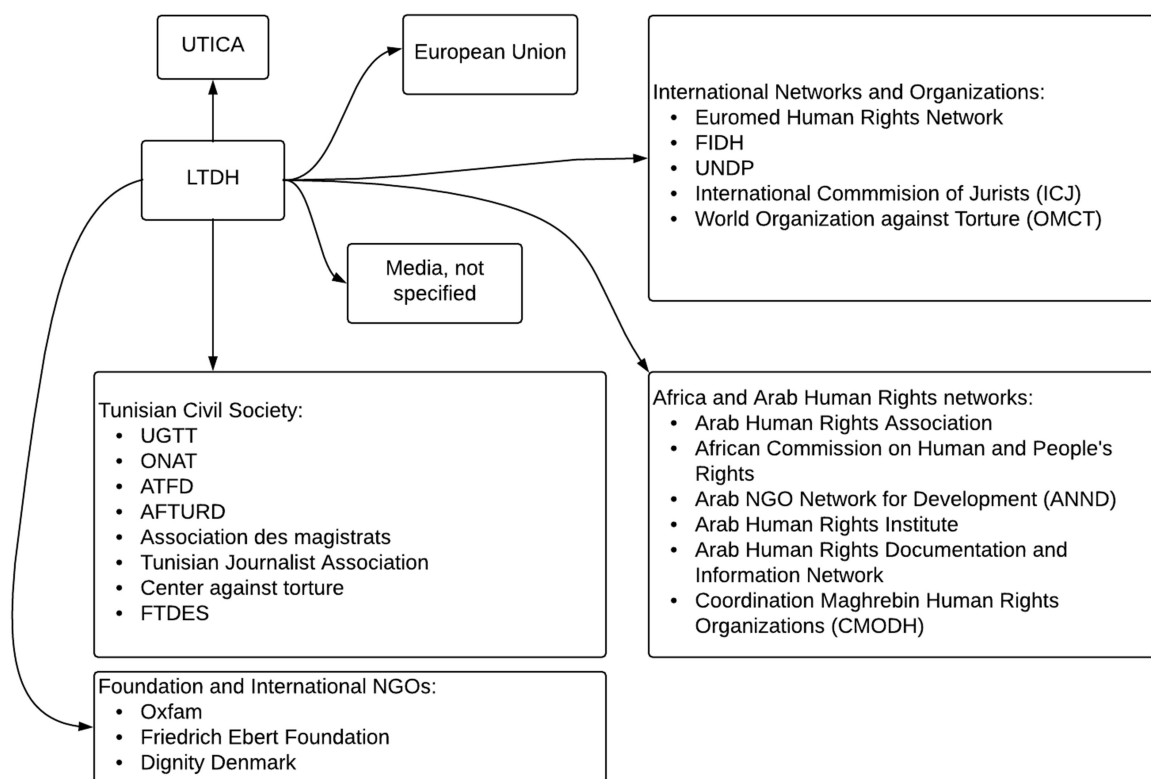 UTICA
European Union
LTDH
Media, not
specified
International Networks and Organizations:
• Euromed Human Rights Network
• FIDH
• UNDP
• International Commmision of Jurists (ICJ)
• World Organization against Torture (OMCT)
Tunisian Civil Society:
• UGTT
• ONAT
• ATFD
• AFTURD
• Association des magistrats
• Tunisian Journalist Association
• Center against torture
• FTDES
Africa and Arab Human Rights networks:
• Arab Human Rights Association
• African Commission on Human and People's
Rights
• Arab NGO Network for Development (ANND)
• Arab Human Rights Institute
• Arab Human Rights Documentation and
Information Network
• Coordination Maghrebin Human Rights
Organizations (CMODH)
Foundation and International NGOs:
• Oxfam
• Friedrich Ebert Foundation
• Dignity Denmark